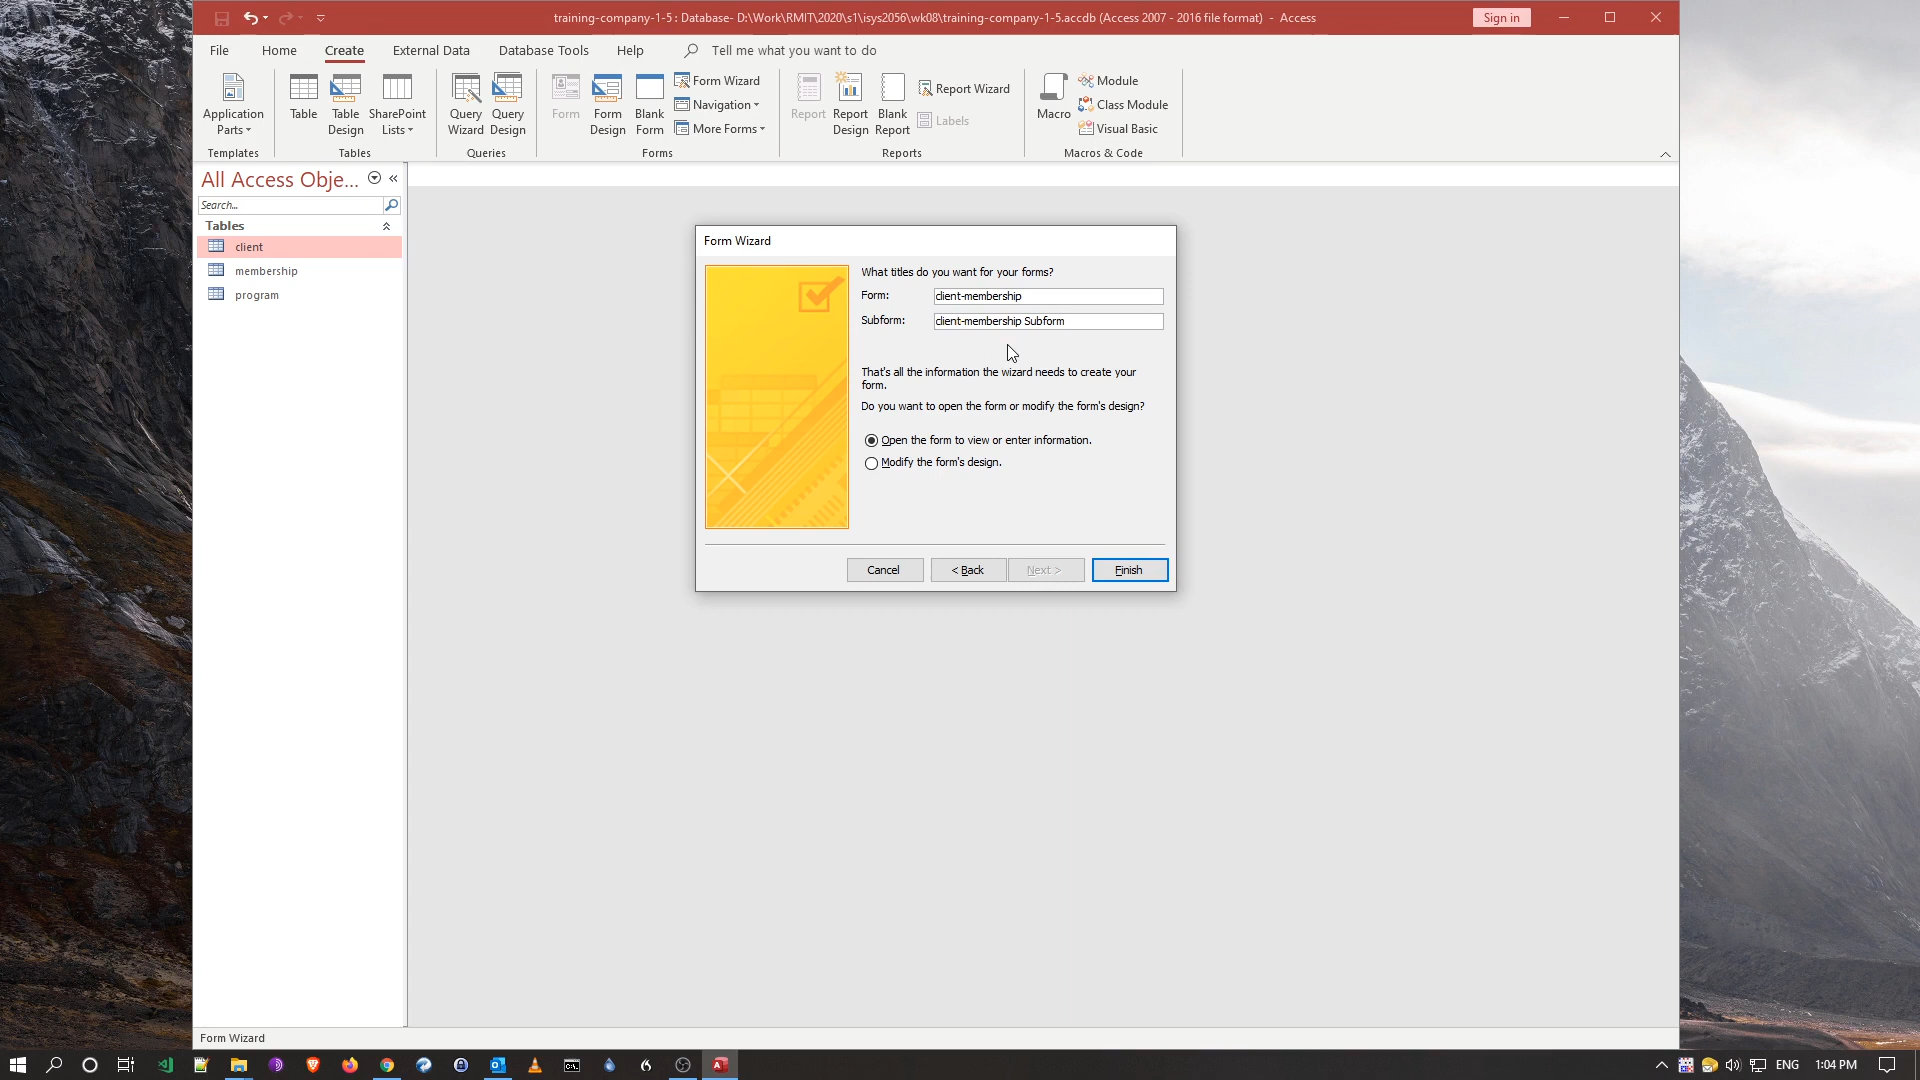 training-company-1-5 : Database- D:\Work\RMIT\2020\s1\isys2056\wk08\training-company-1-5.accdb (Access 2007 - 2016 file format) - Access
Sign in
File Home Create External Data Database Tools Help Tell me what you want to do
Application Parts
Table
Table Design
SharePoint Lists
Query Wizard
Query Design
Form
Form Design
Blank Form
Form Wizard
Navigation
More Forms
Report
Report Design
Blank Report
Report Wizard
Labels
Macro
Module
Class Module
Visual Basic
Templates
Tables
Queries
Forms
Reports
Macros & Code
All Access Obje...
Search...
Tables
client
membership
program
Form Wizard
What titles do you want for your forms?
Form: client-membership
Subform: client-membership Subform
That's all the information the wizard needs to create your
form.
Do you want to open the form or modify the form's design?
Open the form to view or enter information.
Modify the form's design.
Cancel
< Back
Next >
Finish
Form Wizard
ENG
1:04 PM